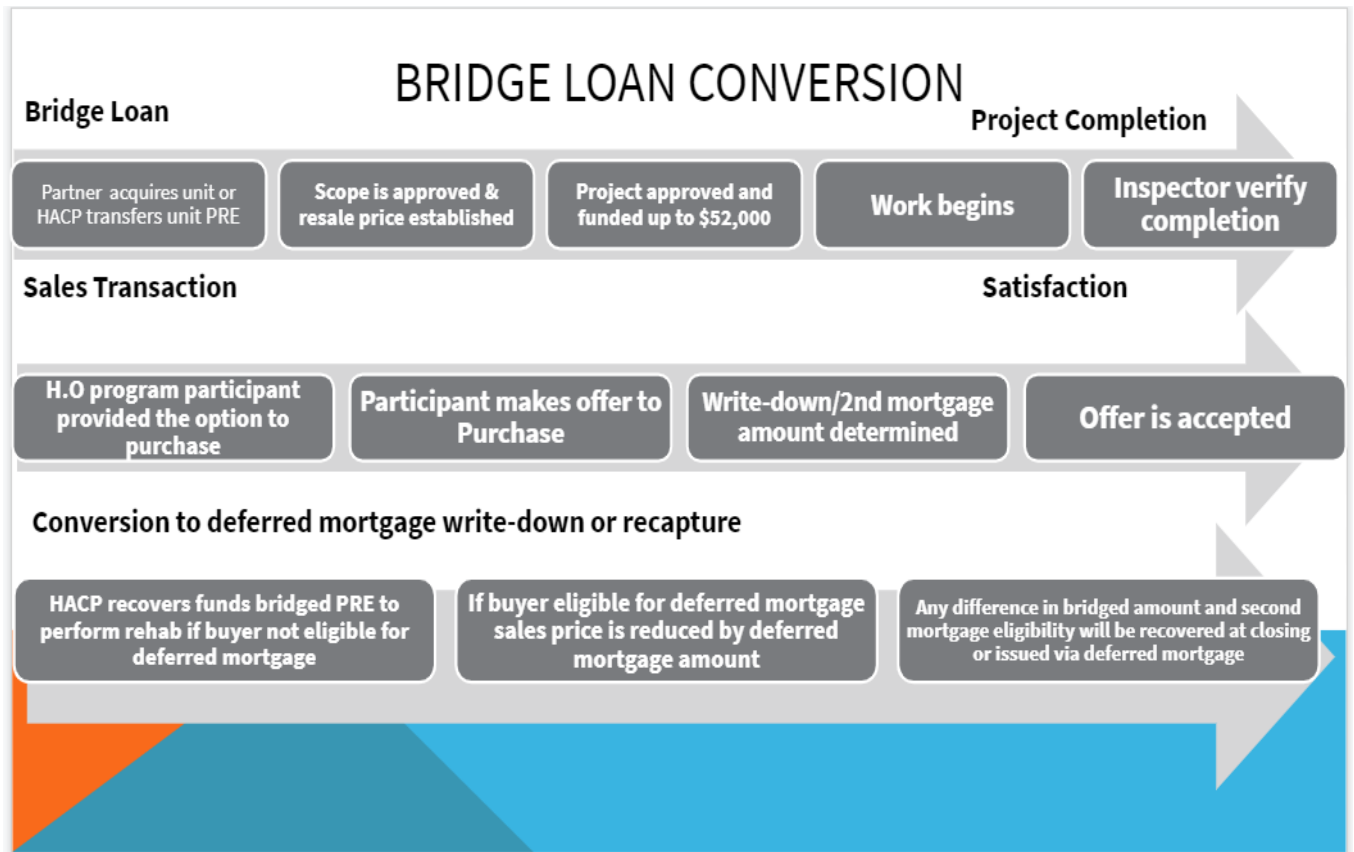 BRIDGE LOAN CONVERSION
Bridge Loan
Project Completion
Partner acquires unit or
HACP transfers unit PRE
Scope is approved &
resale price established
Project approved and
funded up to $52,000
Work begins
Inspector verify
completion
Sales Transaction
Satisfaction
H.O program participant
provided the option to
purchase
Participant makes offer to
Purchase
Write-down/2nd mortgage
amount determined
Offer is accepted
Conversion to deferred mortgage write-down or recapture
HACP recovers funds bridged PRE to
perform rehab if buyer not eligible for
deferred mortgage
If buyer eligible for deferred mortgage
sales price is reduced by deferred
mortgage amount
Any difference in bridged amount and second
mortgage eligibility will be recovered at closing
or issued via deferred mortgage